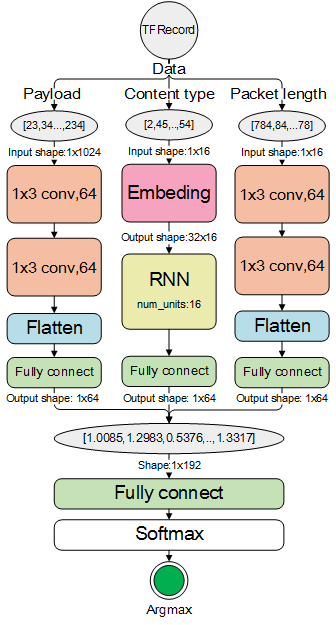 TFRecord
Data
Payload Content type Packet length
[23,34...,234] [2,45,..,54] [784,84,...78]
Input shape:1x1024 Input shape:1x16 Input shape:1x16
1x3 conv,64 Embeding 1x3 conv,64
Output shape:32x16
1x3 conv,64 RNN 1x3 conv,64
num_units:16
Flatten Flatten
Fully connect Fully connect Fully connect
Output shape: 1x64 Output shape: 1x64 Output shape: 1x64
[1.0085,1.2983,0.5376,.., 1.3317]
Shape:1x192
Fully connect
Softmax
Argmax